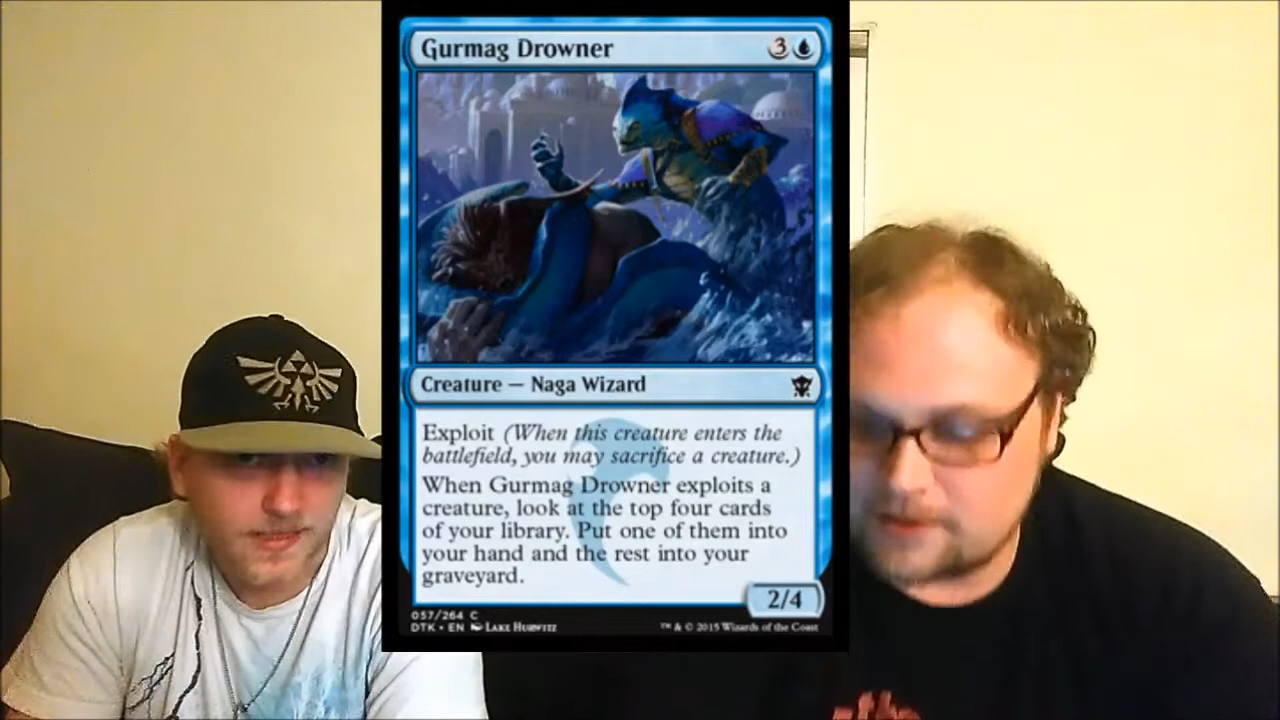 Gurmag Drowner 3
Creature — Naga Wizard
Exploit (When this creature enters the
battlefield, you may sacrifice a creature.)
When Gurmag Drowner exploits a
creature, look at the top four cards
of your library. Put one of them into
your hand and the rest into your
graveyard.
2/4
057/264 C
DTK • EN Lake Hurwitz
™ & © 2015 Wizards of the Coast